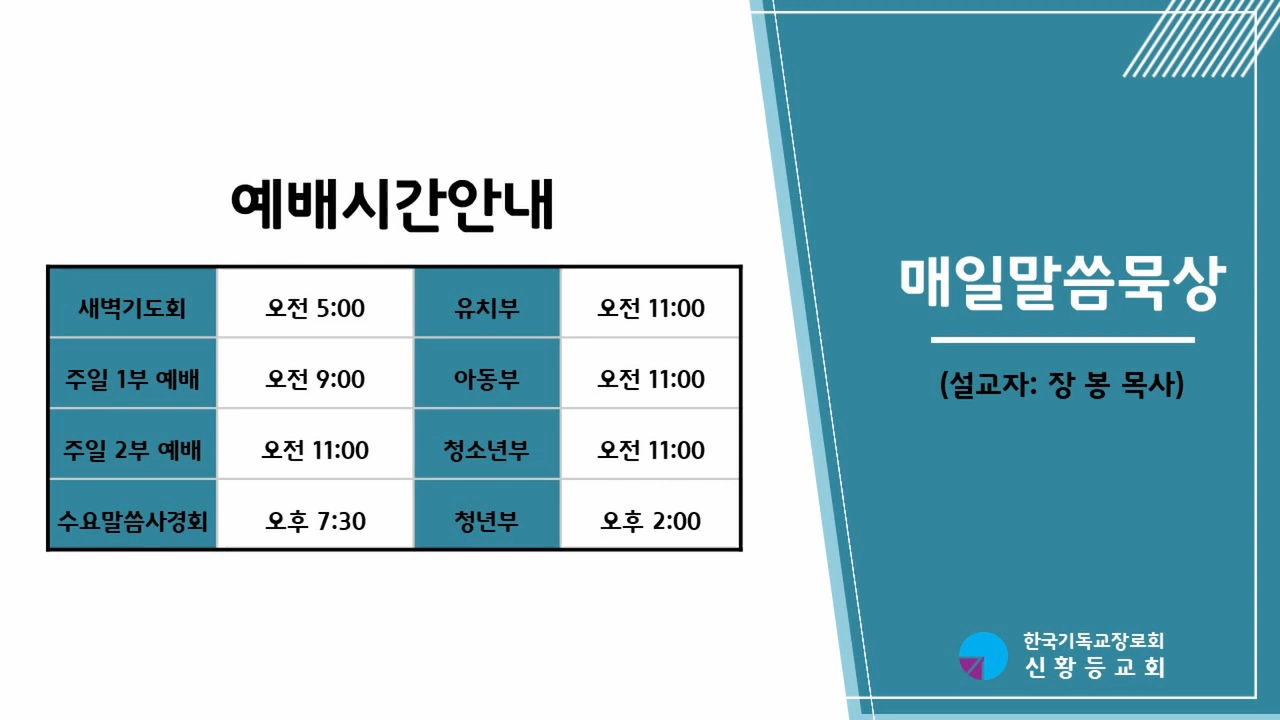 예배시간안내
새벽기도회 오전 5:00 유치부 오전 11:00
주일 1부 예배 오전 9:00 아동부 오전 11:00
주일 2부 예배 오전 11:00 청소년부 오전 11:00
수요말씀사경회 오후 7:30 청년부 오후 2:00
매일말씀묵상
(설교자: 장 봉 목사)
한국기독교장로회
신황등교회